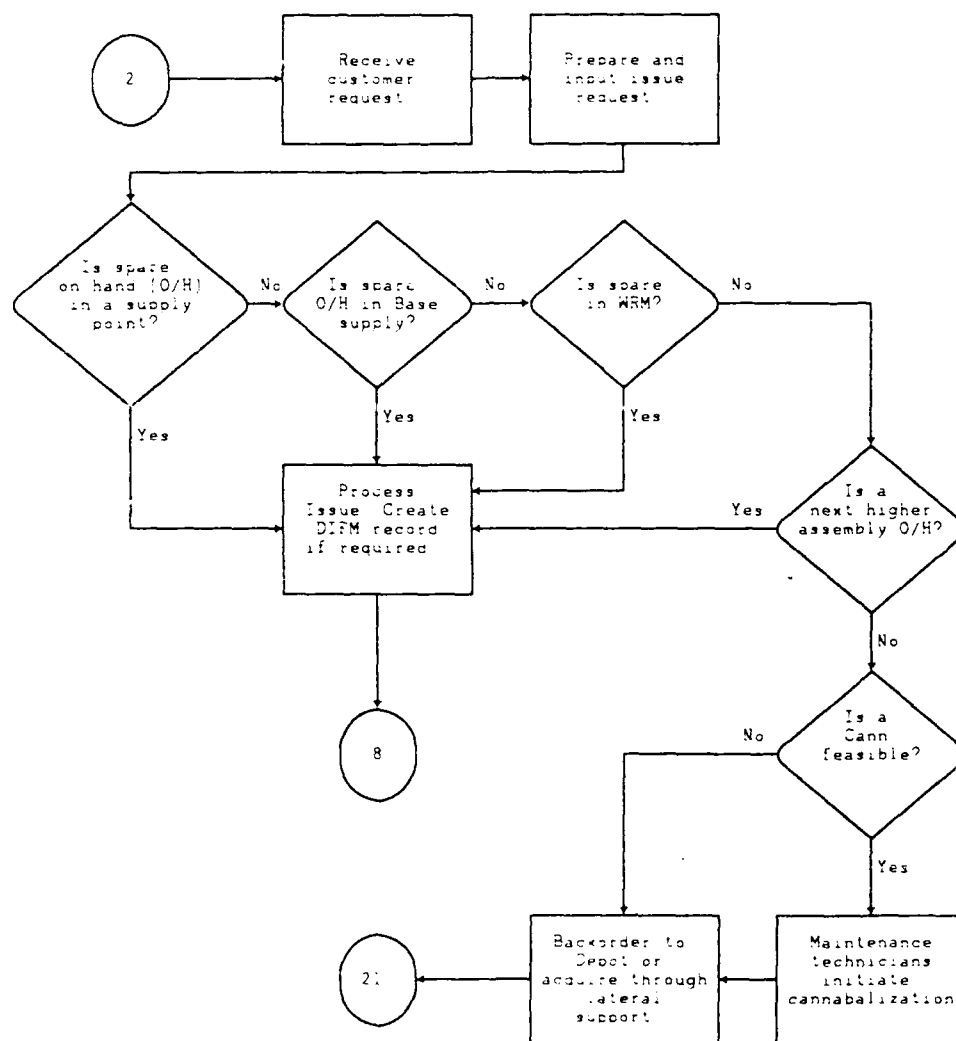 2
Receive
customer
request
Prepare and
input issue
request
Is spare
on hand (O/H)
in a supply
point?
No
Is spare
O/H in Base
supply?
No
Is spare
in WRM?
No
Yes
Yes
Yes
Process
Issue Create
DIFM record
if required
Yes
Is a
next higher
assembly O/H?
No
8
No
Is a
Cann
feasible?
Yes
21
Backorder to
Depot or
acquire through
lateral
support
Maintenance
technicians
initiate
cannabalization